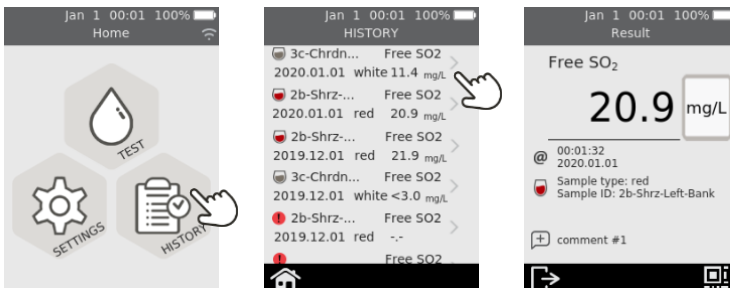 Jan 1 00:01 100%
Home
TEST
SETTINGS
HISTORY
Jan 1 00:01 100%
HISTORY
3c-Chrdn... Free SO2
2020.01.01 white 11.4 mg/L
2b-Shrz-... Free SO2
2020.01.01 red 20.9 mg/L
2b-Shrz-... Free SO2
2019.12.01 red 21.9 mg/L
3c-Chrdn... Free SO2
2019.12.01 white <3.0 mg/L
2b-Shrz-... Free SO2
2019.12.01 red -.-
Free SO2
Jan 1 00:01 100%
Result
Free SO₂
20.9 mg/L
@ 00:01:32
2020.01.01
Sample type: red
Sample ID: 2b-Shrz-Left-Bank
comment #1